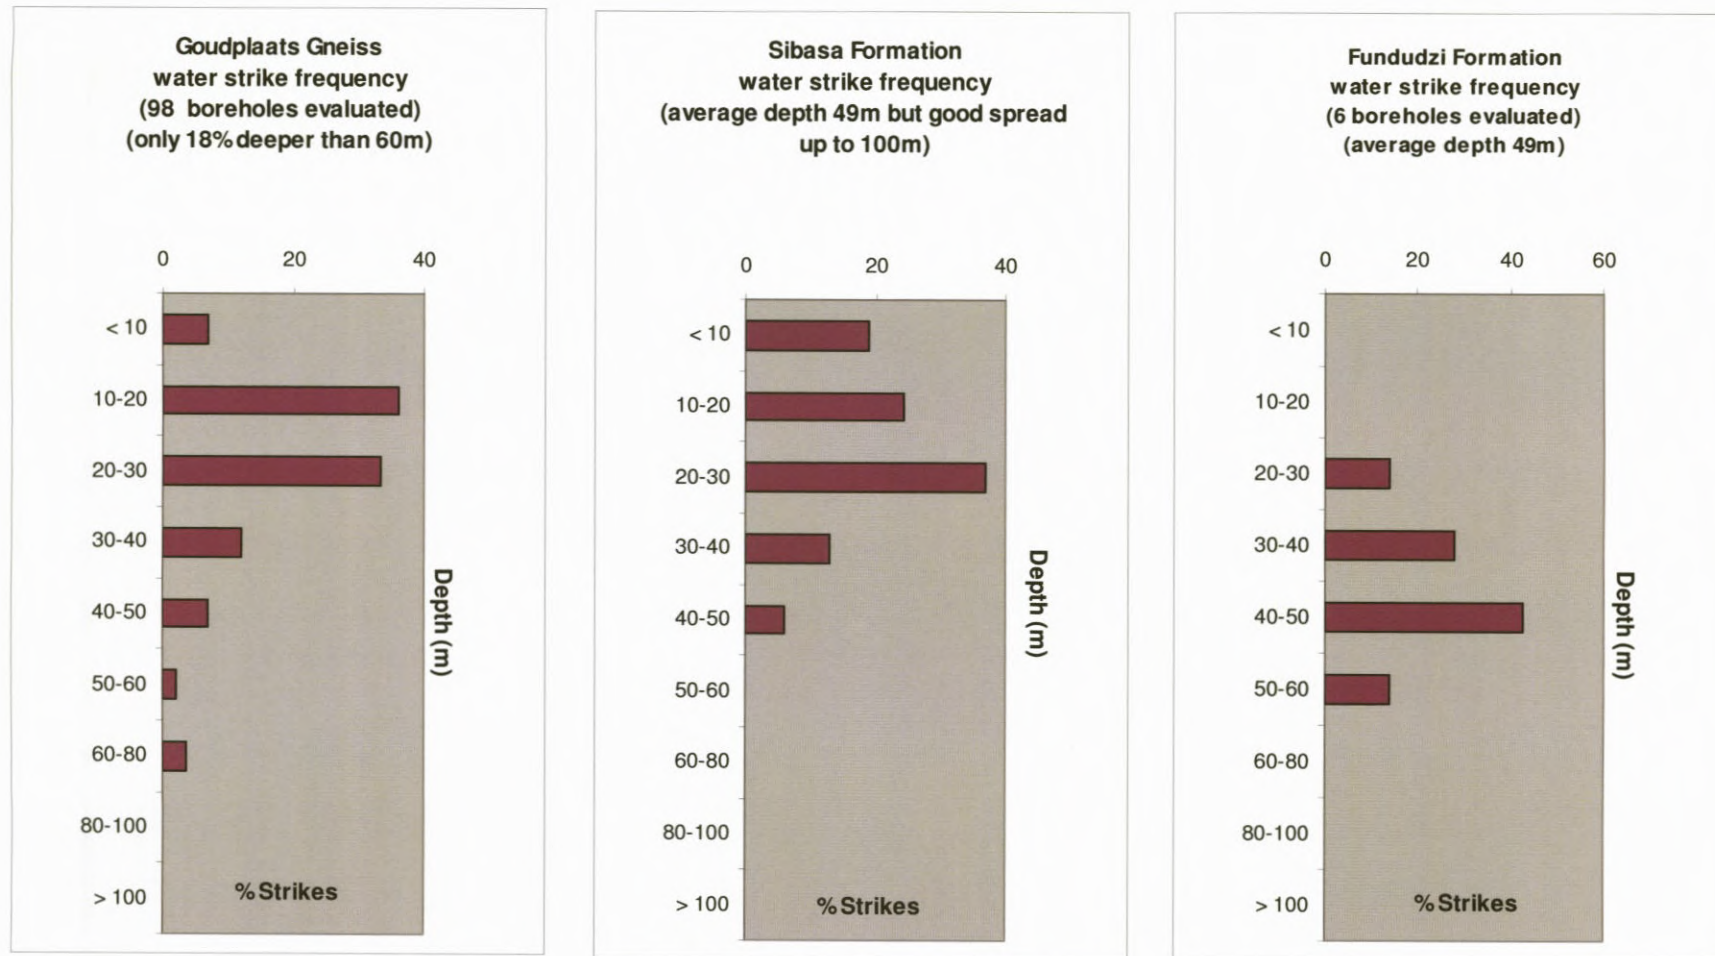 Goudplaats Gneiss
water strike frequency
(98 boreholes evaluated)
(only 18% deeper than 60m)
0 20 40
< 10
10-20
20-30
30-40
40-50
50-60
60-80
80-100
> 100
Depth (m)
% Strikes
Sibasa Formation
water strike frequency
(average depth 49m but good spread
up to 100m)
0 20 40
< 10
10-20
20-30
30-40
40-50
50-60
60-80
80-100
> 100
Depth (m)
% Strikes
Fundudzi Formation
water strike frequency
(6 boreholes evaluated)
(average depth 49m)
0 20 40 60
< 10
10-20
20-30
30-40
40-50
50-60
60-80
80-100
> 100
Depth (m)
% Strikes